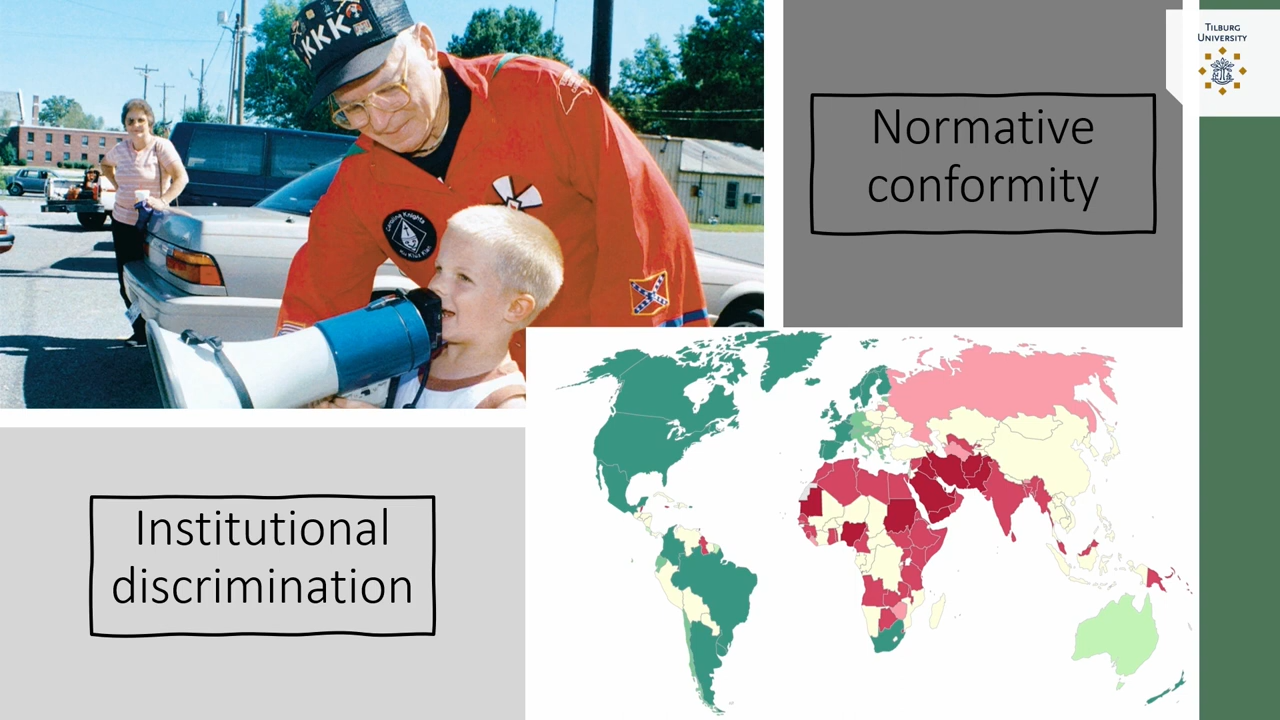 KKK
Normative
conformity
TILBURG
UNIVERSITY
Institutional
discrimination